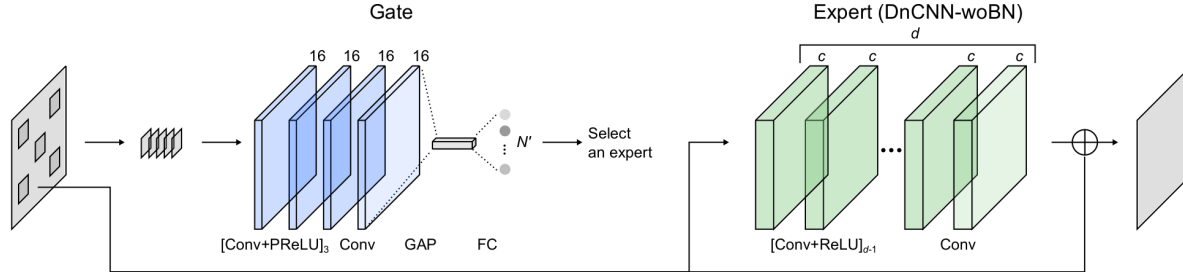 Gate
Expert (DnCNN-woBN)
d
16 16 16 16
c c c c
N'
Select
an expert
[Conv+PReLU]₃ Conv GAP FC
[Conv+ReLU]d-1 Conv